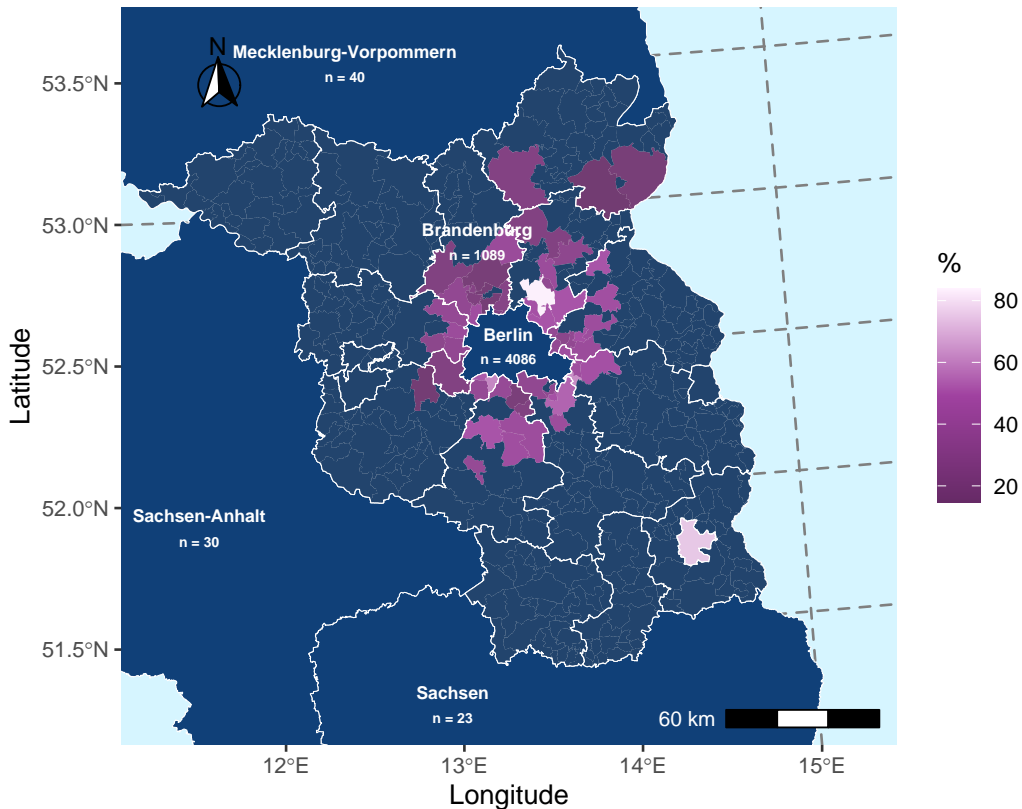 N
Mecklenburg-Vorpommern
n = 40
Brandenburg
n = 1089
Berlin
n = 4086
Sachsen-Anhalt
n = 30
Sachsen
n = 23
60 km
53.5°N
53.0°N
52.5°N
52.0°N
51.5°N
Latitude
12°E
13°E
14°E
15°E
Longitude
%
80
60
40
20